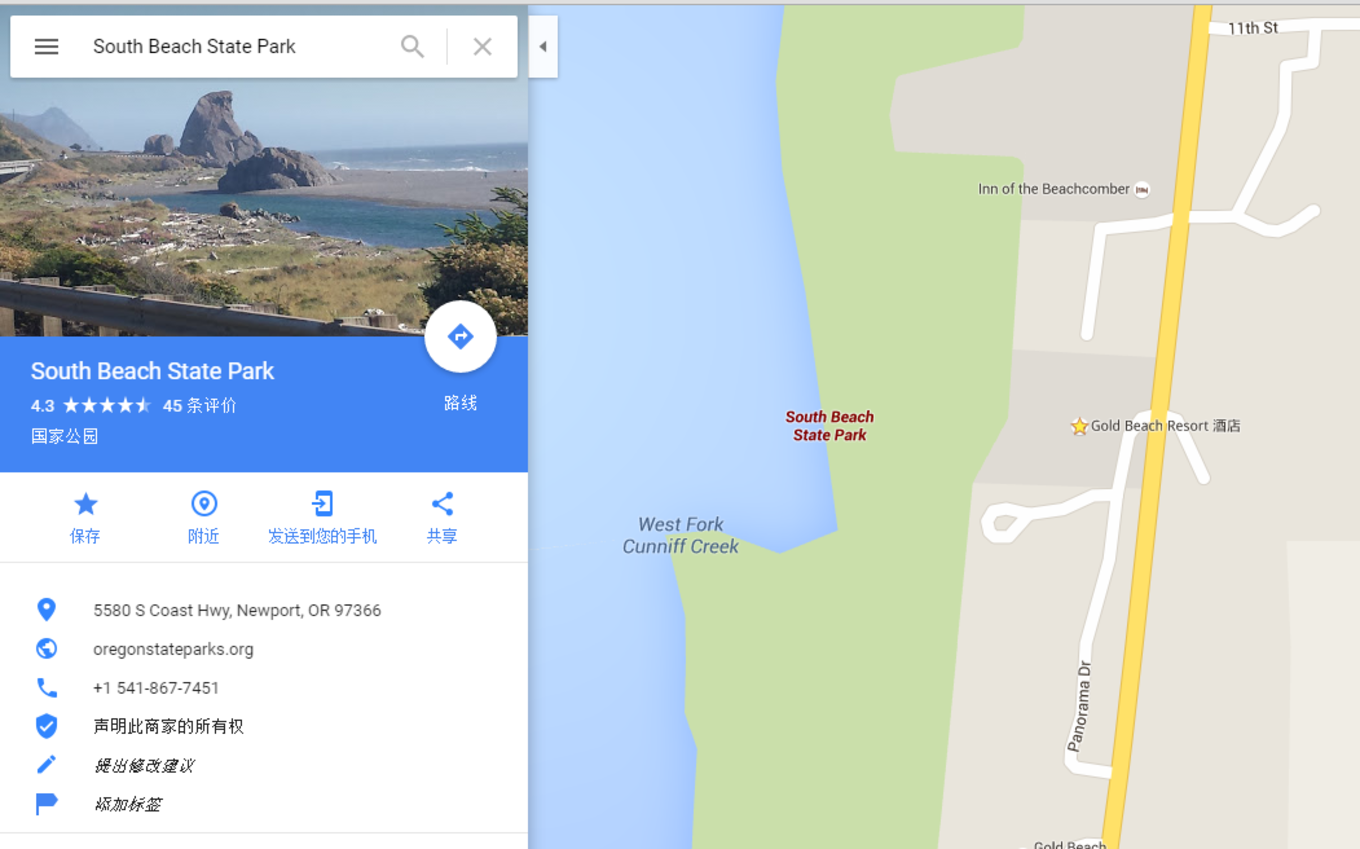 South Beach State Park
South Beach State Park
4.3 45 条评价
国家公园
路线
保存
附近
发送到您的手机
共享
5580 S Coast Hwy, Newport, OR 97366
oregonstateparks.org
+1 541-867-7451
声明此商家的所有权
提出修改建议
添加标签
11th St
Inn of the Beachcomber
South Beach
State Park
Gold Beach Resort 酒店
West Fork
Cunniff Creek
Panorama Dr
Gold Beach